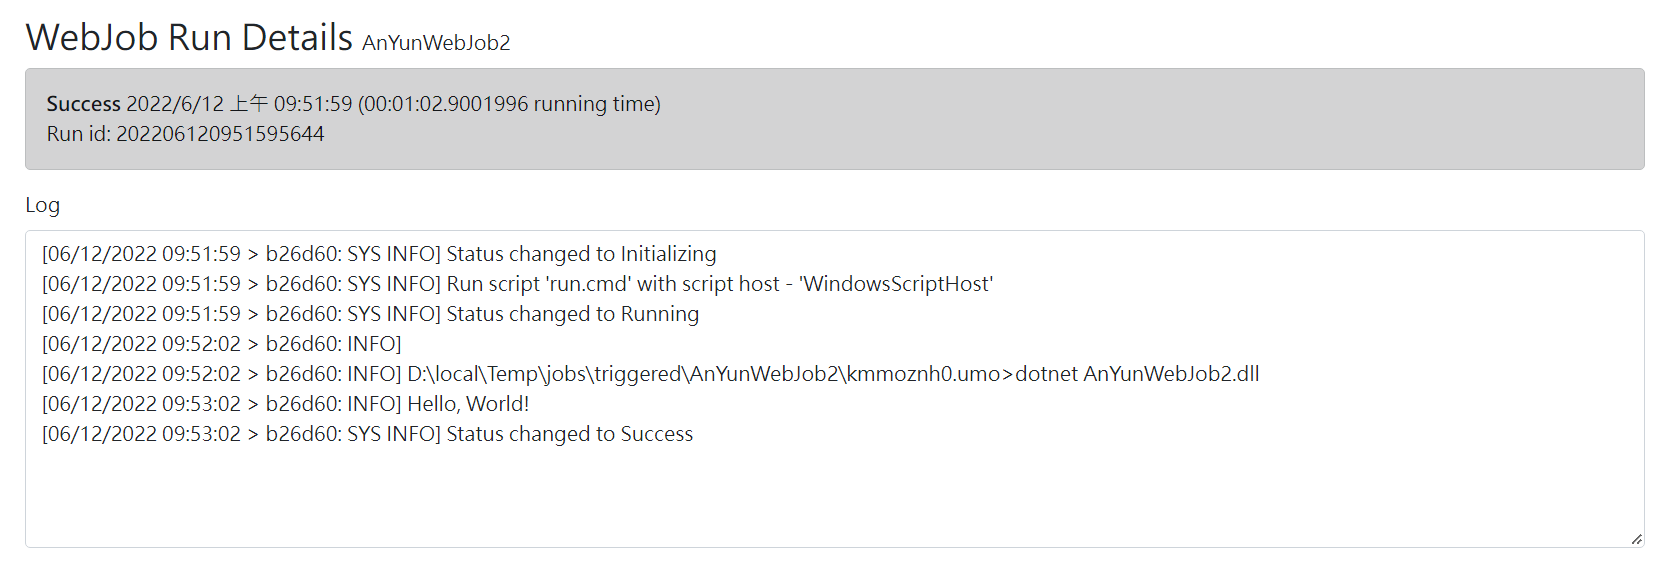 WebJob Run Details AnYunWebJob2
Success 2022/6/12 上午 09:51:59 (00:01:02.9001996 running time)
Run id: 202206120951595644
Log
[06/12/2022 09:51:59 > b26d60: SYS INFO] Status changed to Initializing
[06/12/2022 09:51:59 > b26d60: SYS INFO] Run script 'run.cmd' with script host - 'WindowsScriptHost'
[06/12/2022 09:51:59 > b26d60: SYS INFO] Status changed to Running
[06/12/2022 09:52:02 > b26d60: INFO]
[06/12/2022 09:52:02 > b26d60: INFO] D:\local\Temp\jobs\triggered\AnYunWebJob2\kmmoznh0.umo>dotnet AnYunWebJob2.dll
[06/12/2022 09:53:02 > b26d60: INFO] Hello, World!
[06/12/2022 09:53:02 > b26d60: SYS INFO] Status changed to Success